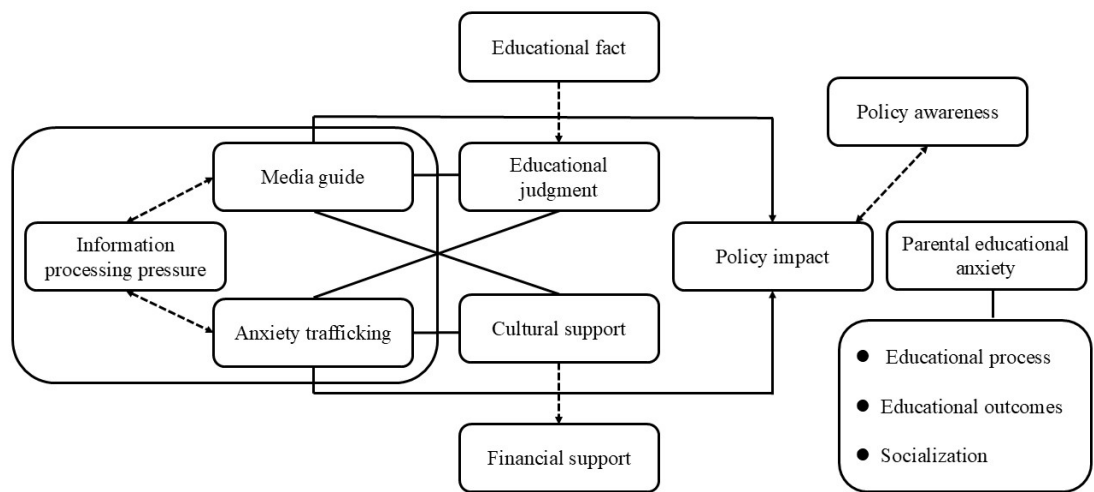 Educational fact
Policy awareness
Media guide
Educational
judgment
Information
processing pressure
Policy impact
Parental educational
anxiety
Anxiety trafficking
Cultural support
● Educational process
● Educational outcomes
● Socialization
Financial support